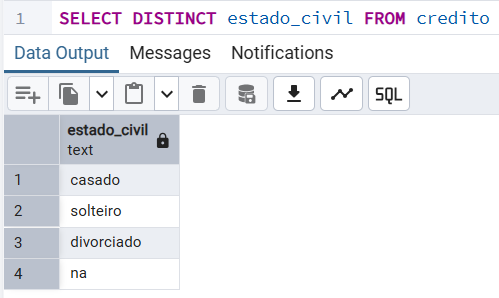 1 SELECT DISTINCT estado_civil FROM credito
Data Output Messages Notifications
SQL
estado_civil
text
1 casado
2 solteiro
3 divorciado
4 na